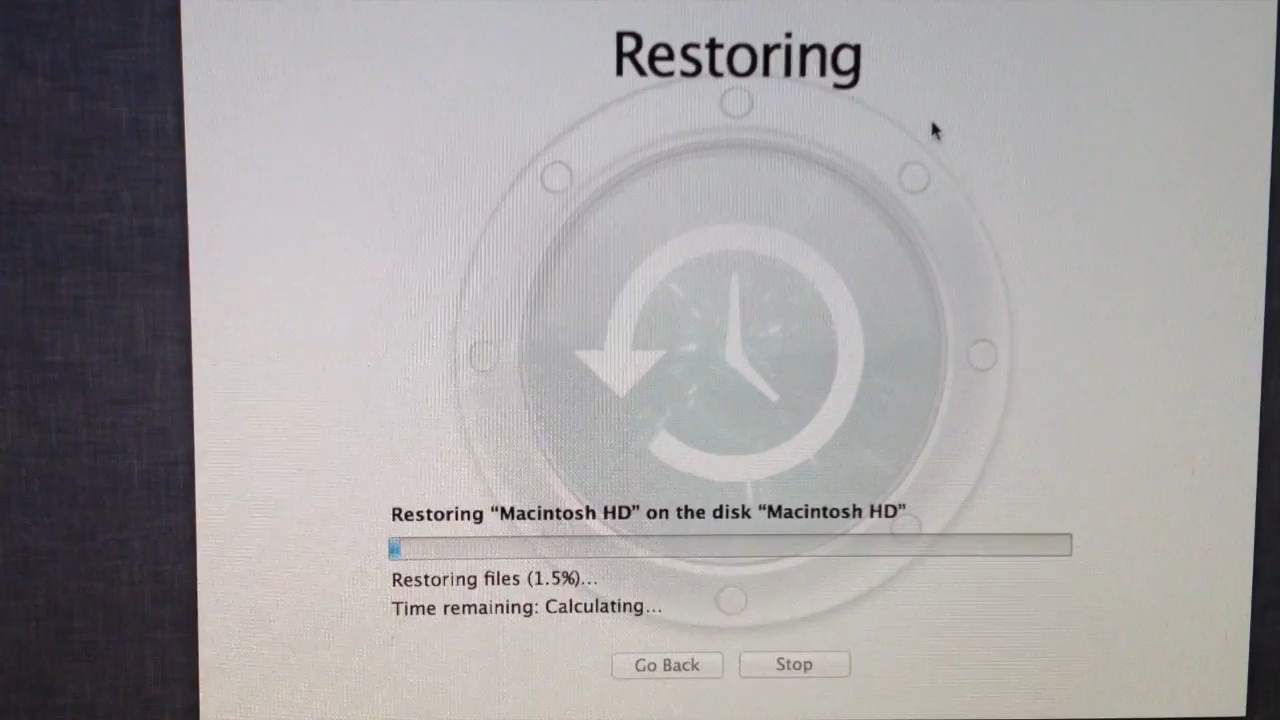 Restoring
Restoring “Macintosh HD” on the disk “Macintosh HD”
Restoring files (1.5%)...
Time remaining: Calculating...
Go Back
Stop